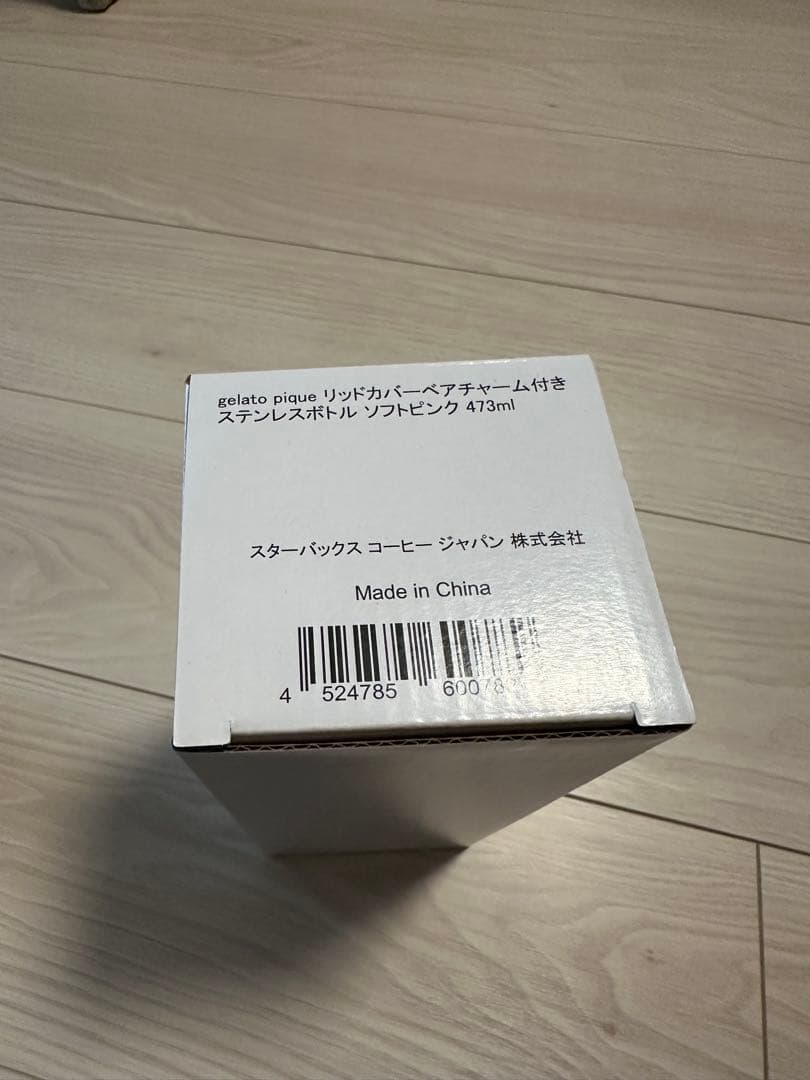 gelato pique リッドカバーベアチャーム付き
ステンレスボトル ソフトピンク 473ml
スターバックス コーヒー ジャパン 株式会社
Made in China
4 524785